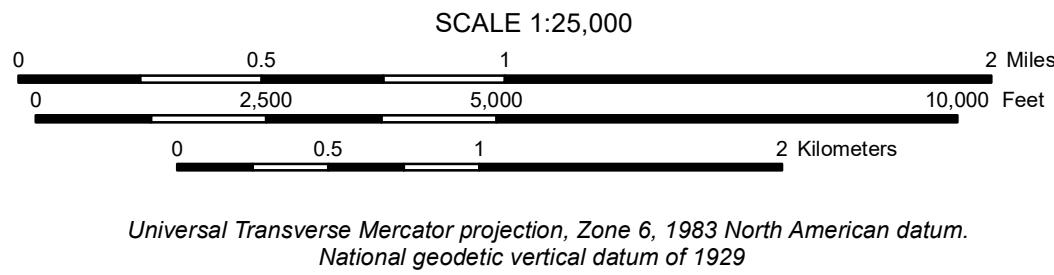 SCALE 1:25,000
0 0.5 1 2 Miles
0 2,500 5,000 10,000 Feet
0 0.5 1 2 Kilometers
Universal Transverse Mercator projection, Zone 6, 1983 North American datum.
National geodetic vertical datum of 1929